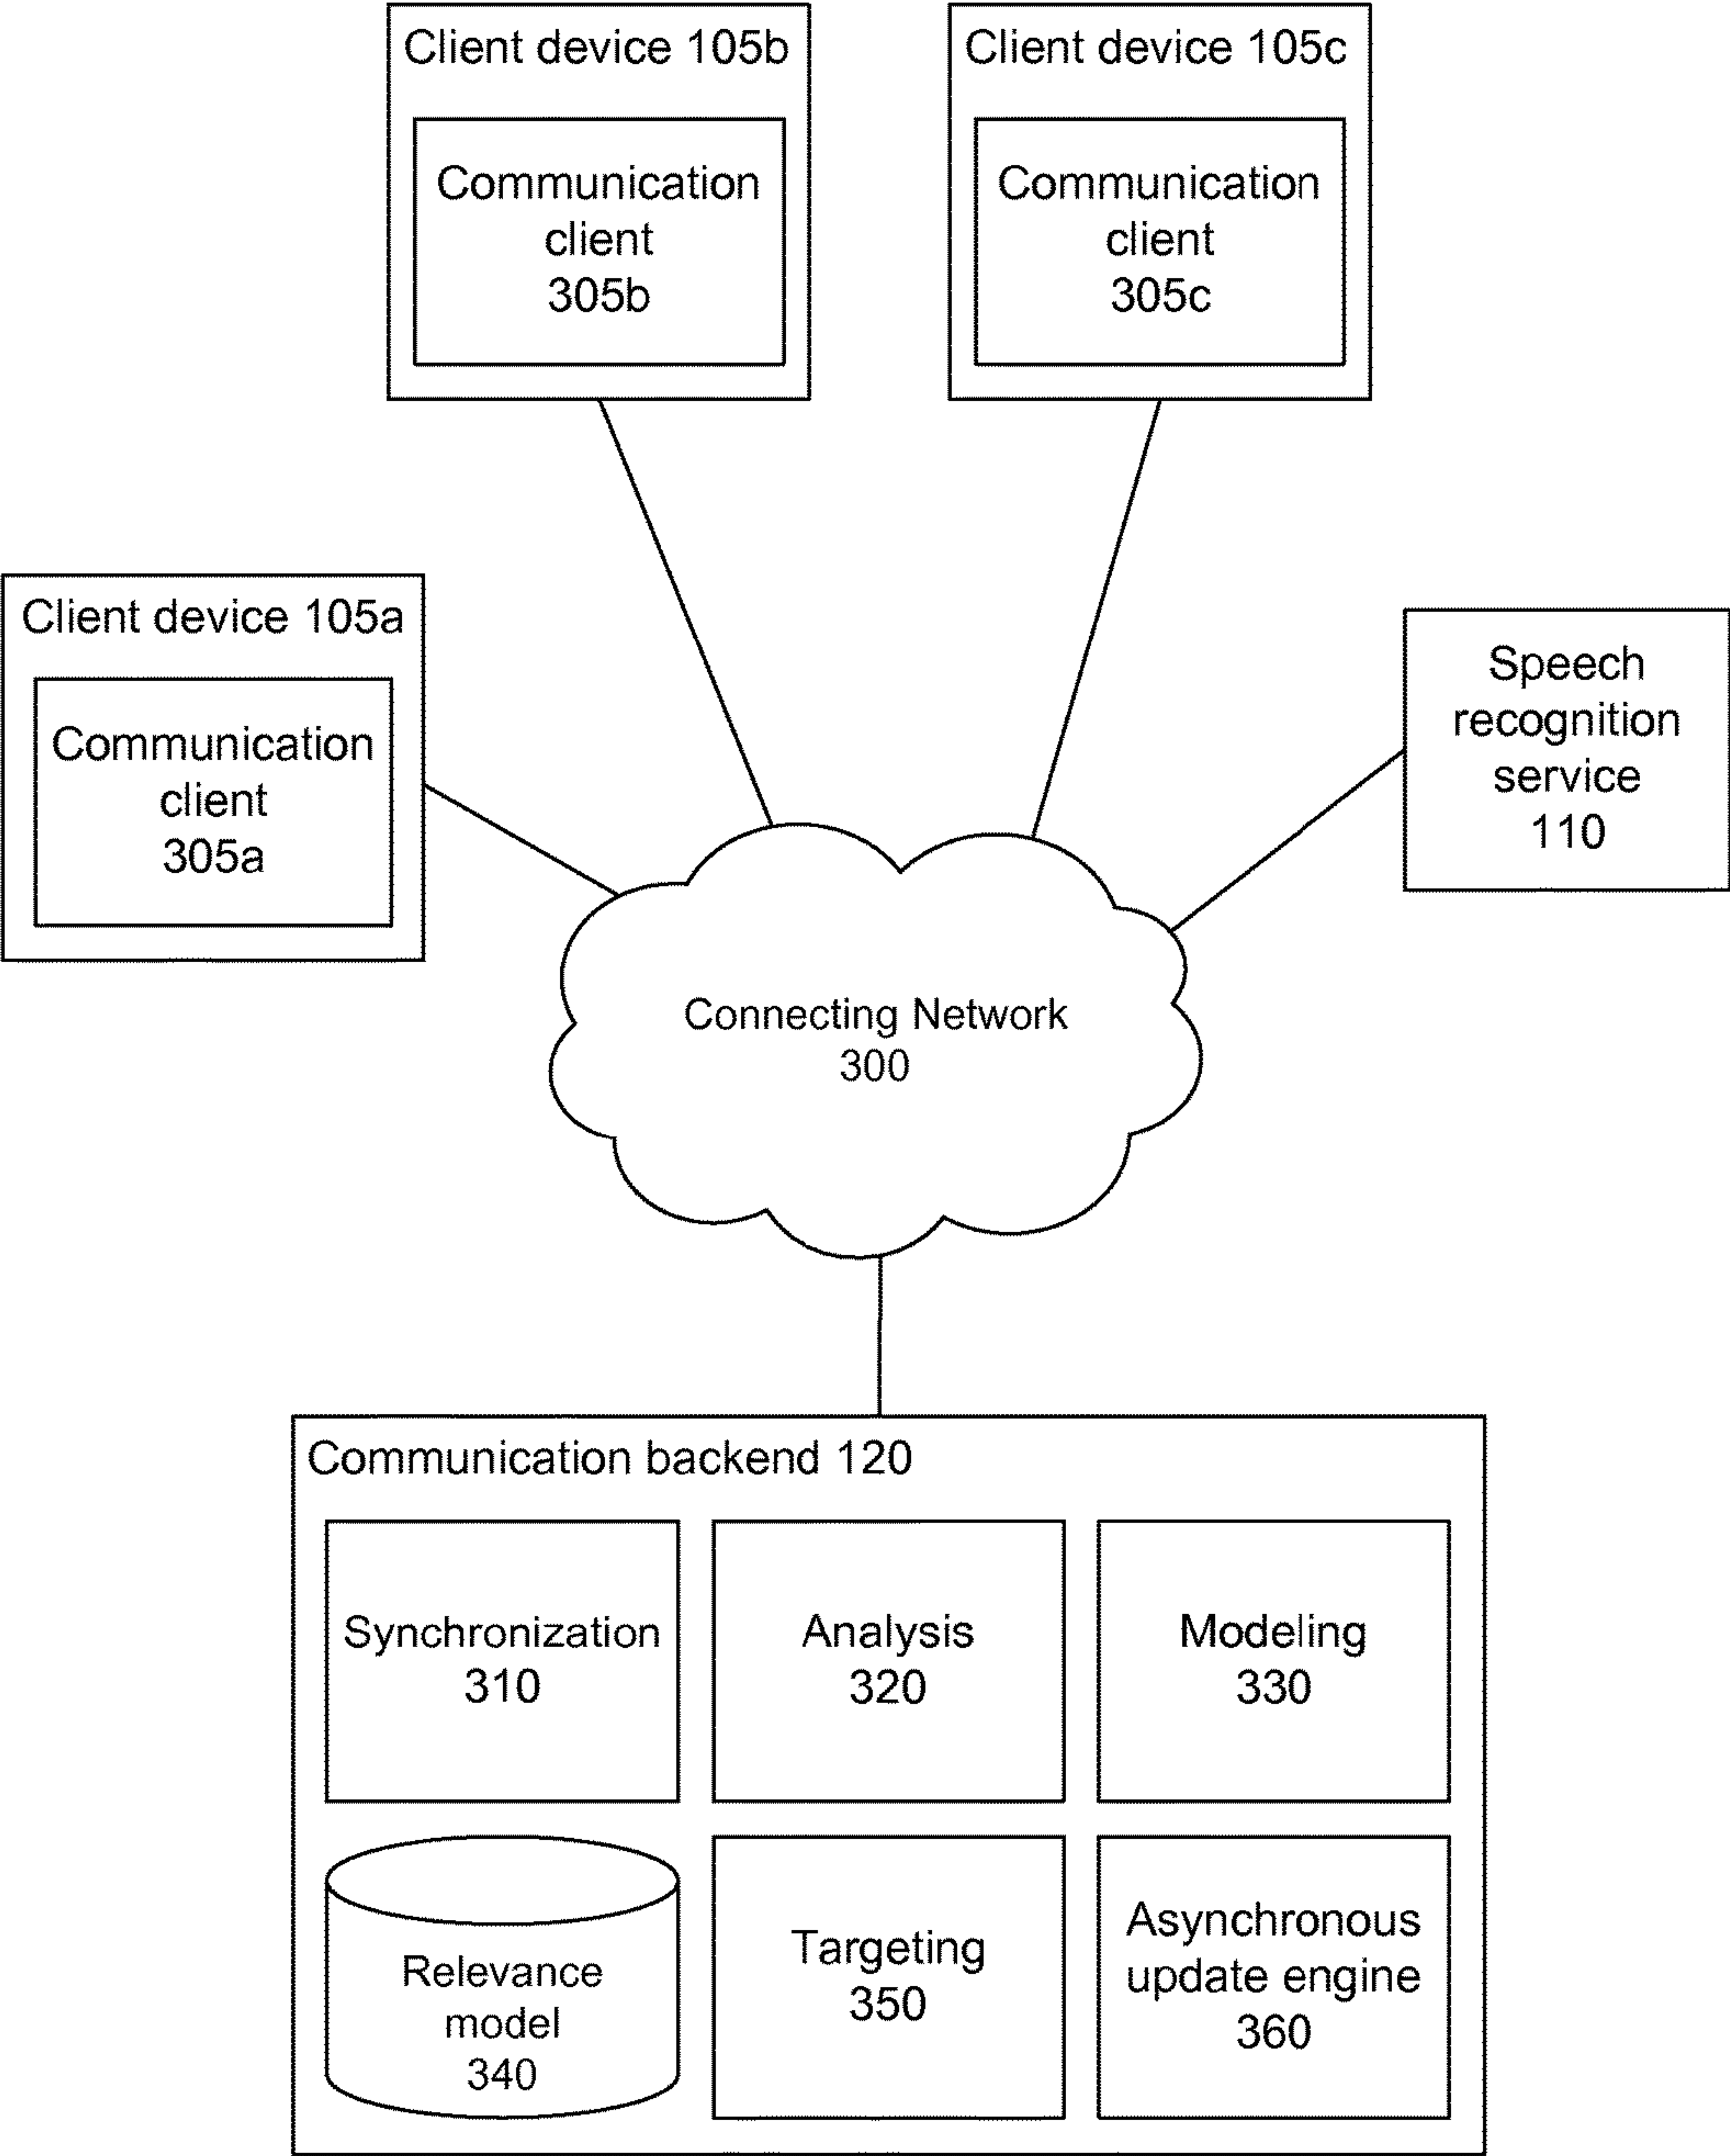 Client device 105b
Communication
client
305b
Client device 105c
Communication
client
305c
Client device 105a
Communication
client
305a
Speech
recognition
service
110
Connecting Network
300
Communication backend 120
Synchronization
310
Analysis
320
Modeling
330
Relevance
model
340
Targeting
350
Asynchronous
update engine
360